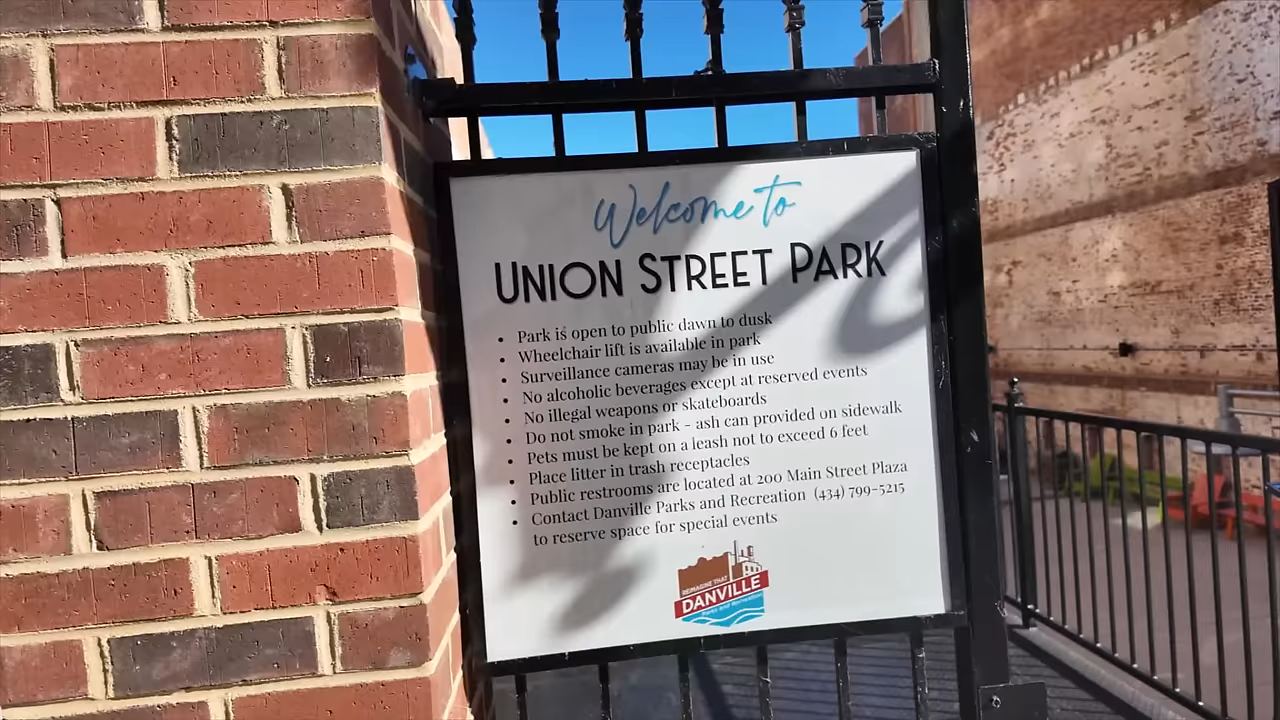 Welcome to
UNION STREET PARK
• Park is open to public dawn to dusk
• Wheelchair lift is available in park
• Surveillance cameras may be in use
• No alcoholic beverages except at reserved events
• No illegal weapons or skateboards
• Do not smoke in park - ash can provided on sidewalk
• Pets must be kept on a leash not to exceed 6 feet
• Place litter in trash receptacles
• Public restrooms are located at 200 Main Street Plaza
• Contact Danville Parks and Recreation (434) 799-5215
to reserve space for special events
REIMAGINE THAT
DANVILLE
Parks and Recreation